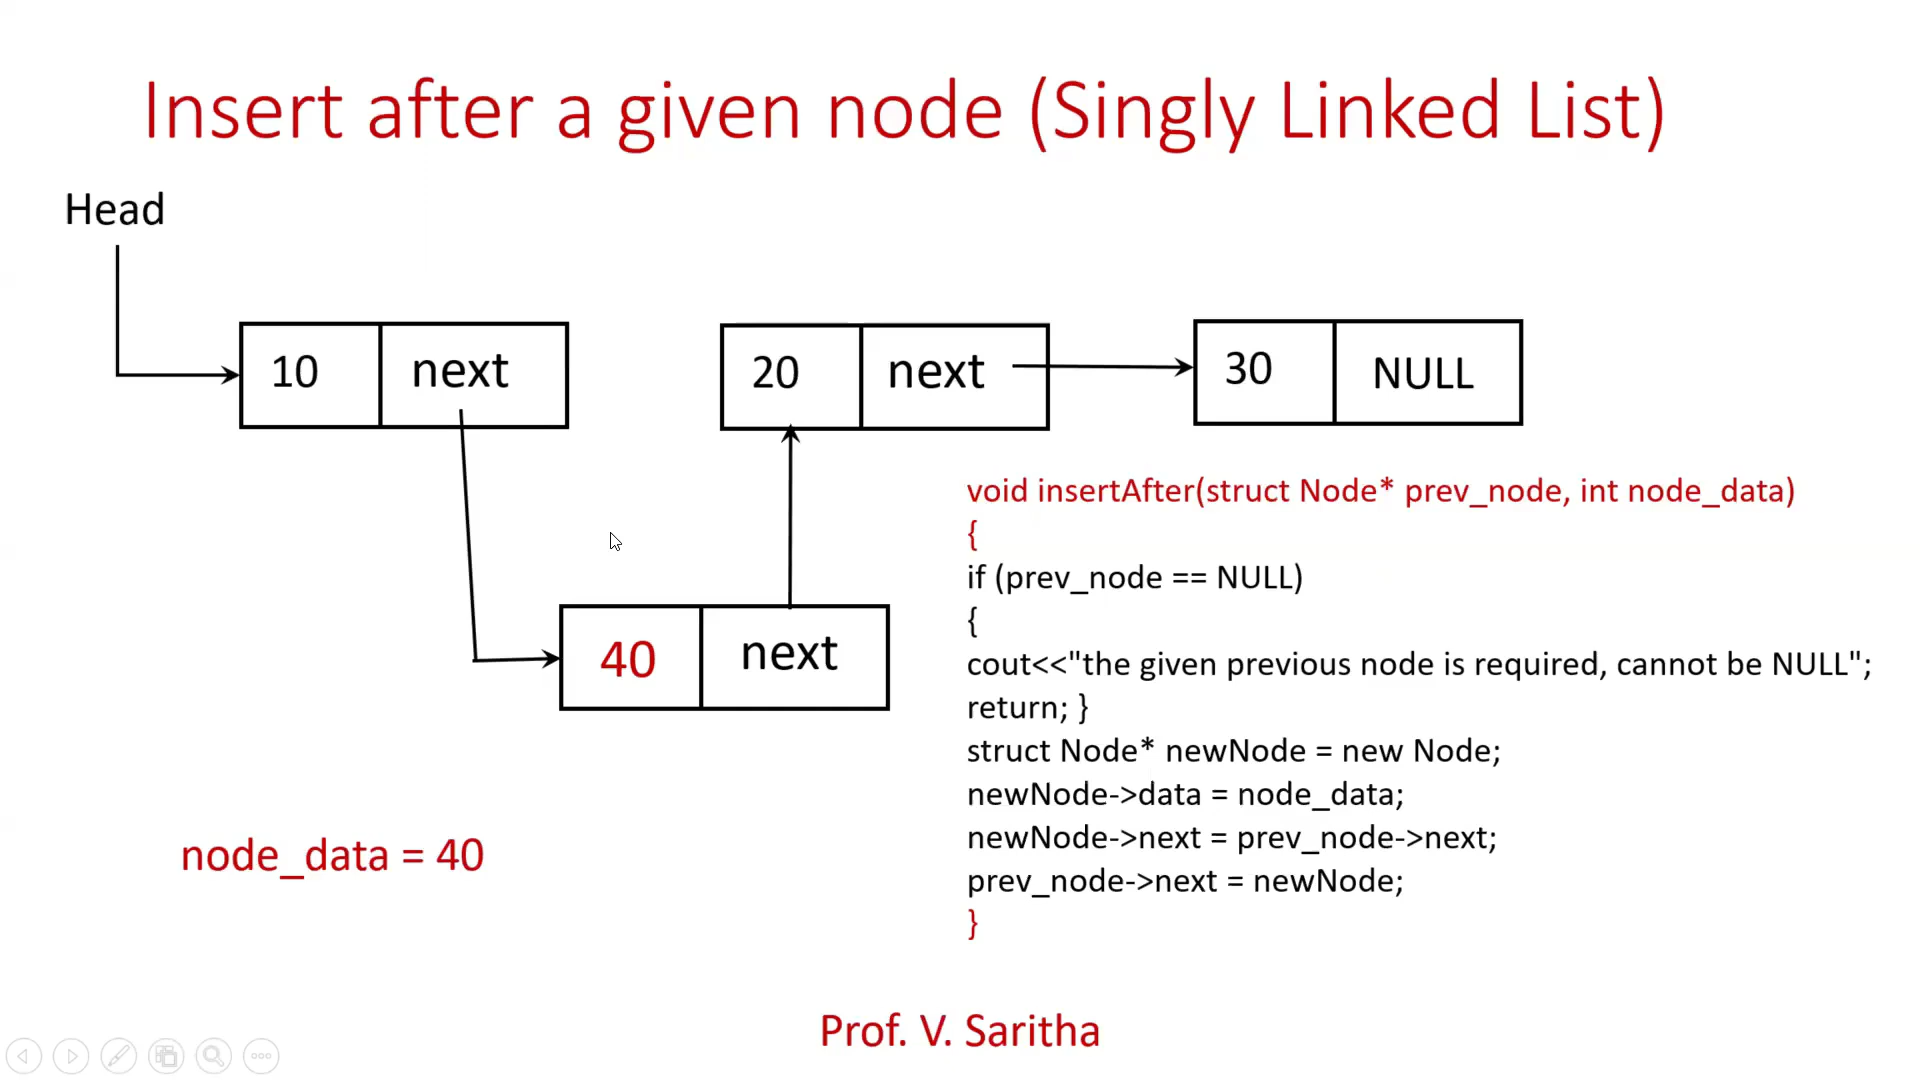 Insert after a given node (Singly Linked List)
Head
10 next
20 next
30 NULL
40 next
void insertAfter(struct Node* prev_node, int node_data)
{
if (prev_node == NULL)
{
cout<<"the given previous node is required, cannot be NULL";
return; }
struct Node* newNode = new Node;
newNode->data = node_data;
newNode->next = prev_node->next;
prev_node->next = newNode;
}
node_data = 40
Prof. V. Saritha